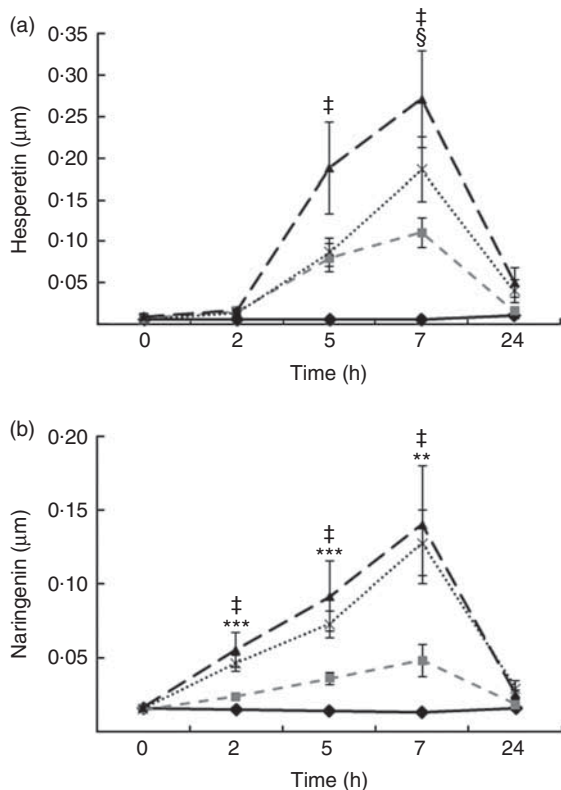 (a)
0·35
0·30
0·25
0·20
0·15
0·10
0·05
Hesperetin (μm)
‡
‡
§
0 2 5 7 24
Time (h)
(b)
0·20
0·15
0·10
0·05
Naringenin (μm)
‡
***
‡
***
‡
**
0 2 5 7 24
Time (h)